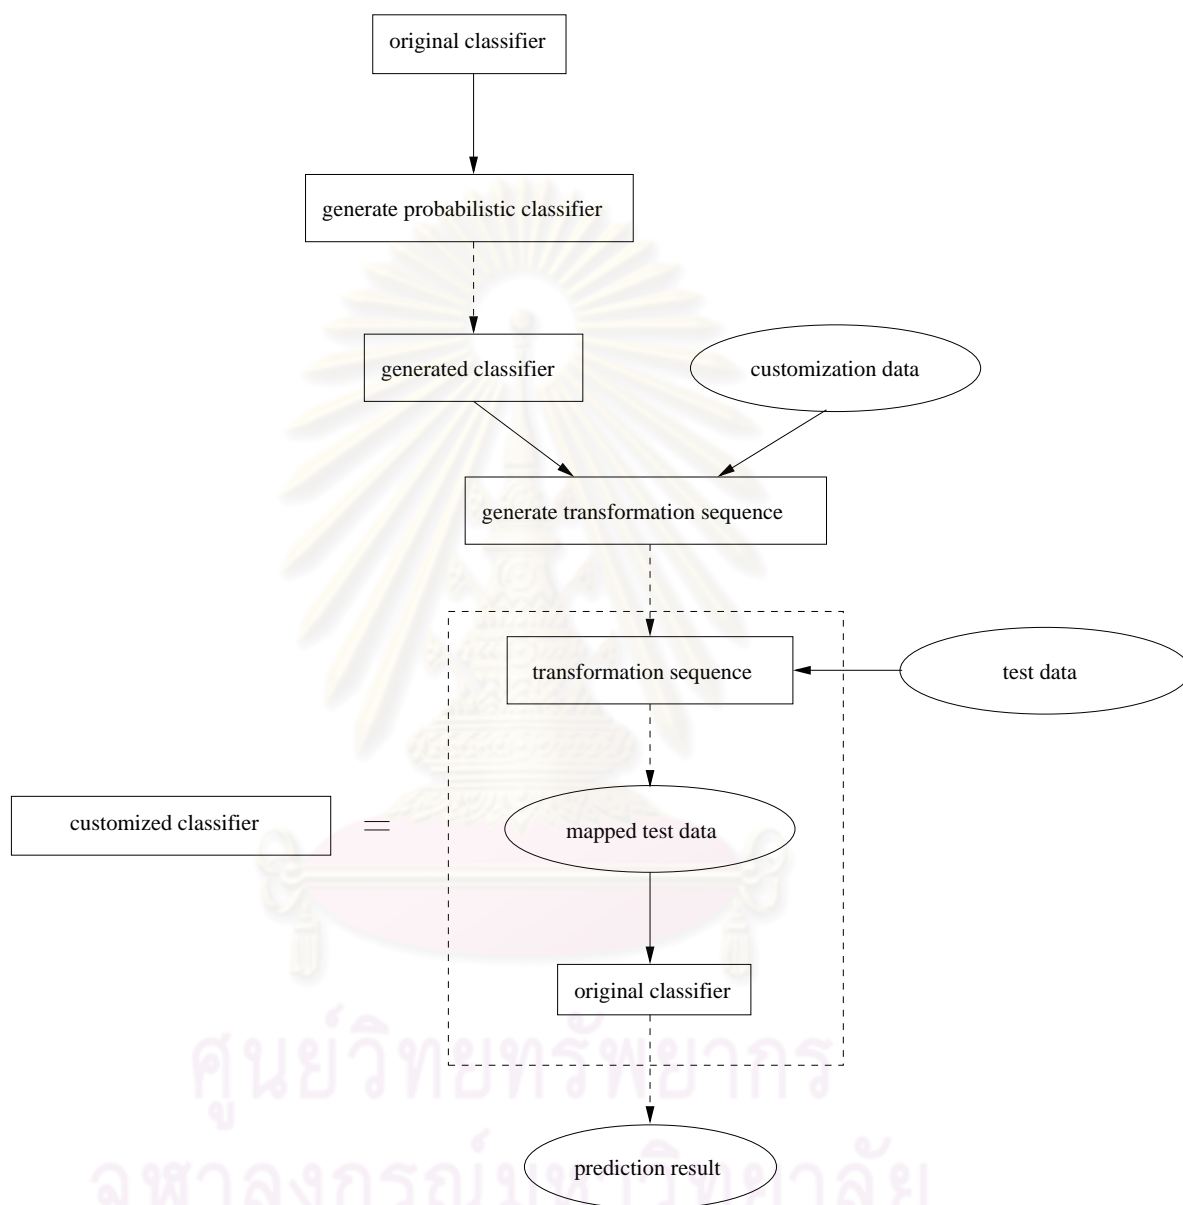 original classifier
generate probabilistic classifier
generated classifier
customization data
generate transformation sequence
transformation sequence
test data
customized classifier
=
mapped test data
original classifier
ศูนย์วิทยทรัพยากร
prediction result
จุฬาลงกรณ์มหาวิทยาลัย